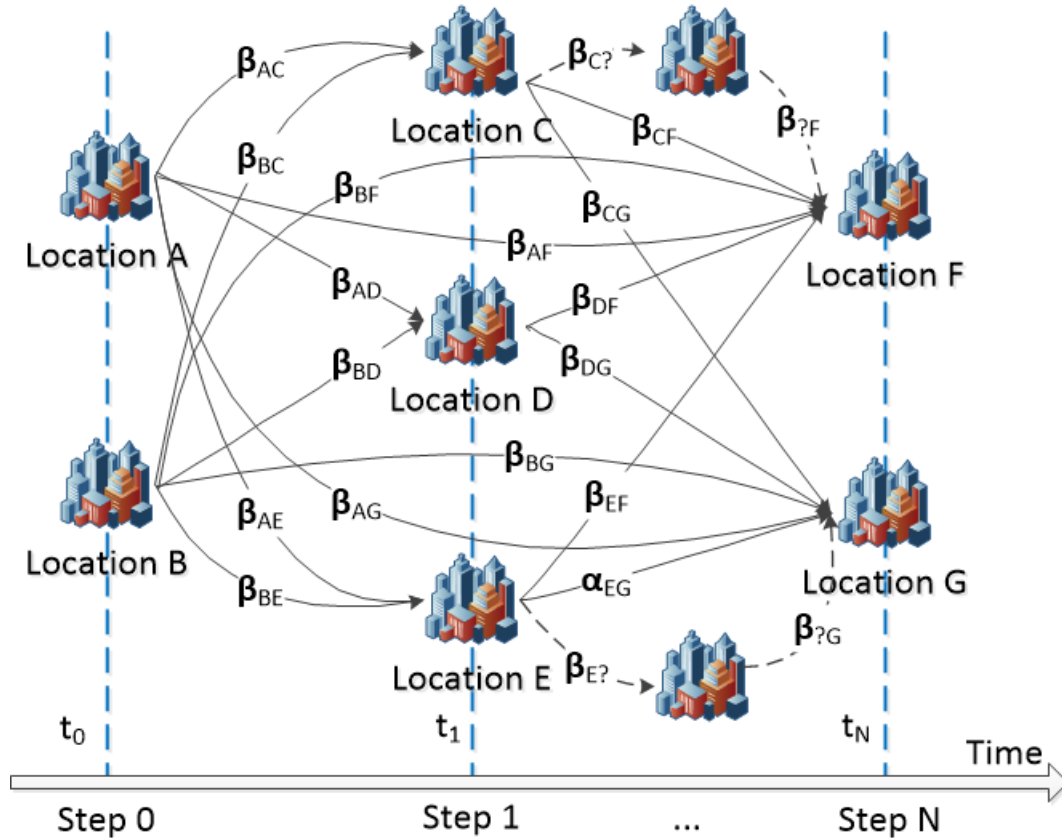 β_AC
β_C?
β_?F
Location C
β_CF
β_BC
β_BF
β_CG
Location A
β_AF
Location F
β_AD
β_DF
β_BD
β_DG
Location D
β_BG
β_AE
β_AG
β_EF
Location B
α_EG
Location G
β_BE
β_?G
Location E
β_E?
t_0
t_1
t_N
Time
Step 0
Step 1
...
Step N